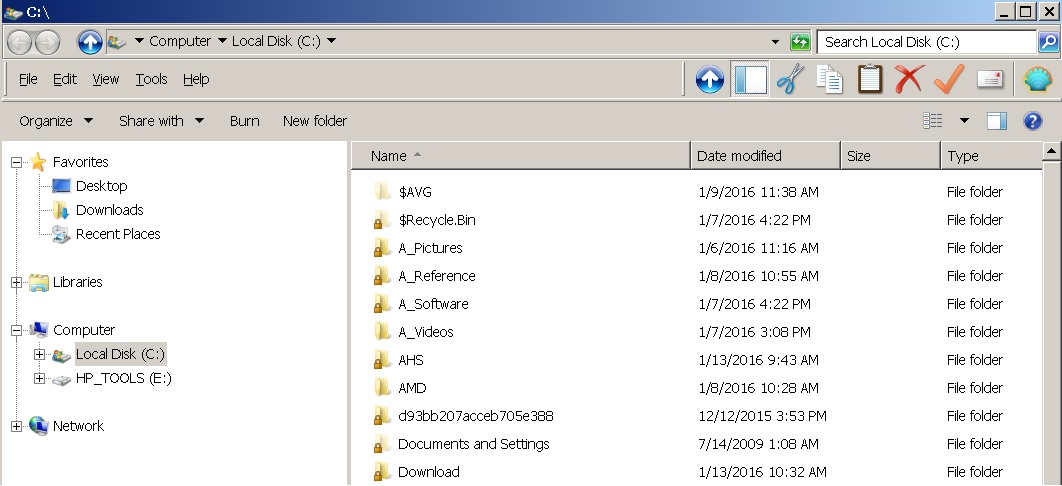 C:\
Computer Local Disk (C:) Search Local Disk (C:)
File Edit View Tools Help
Organize Share with Burn New folder
Favorites
Desktop
Downloads
Recent Places
Libraries
Computer
Local Disk (C:)
HP_TOOLS (E:)
Network
Name Date modified Size Type
$AVG 1/9/2016 11:38 AM File folder
$Recycle.Bin 1/7/2016 4:22 PM File folder
A_Pictures 1/6/2016 11:16 AM File folder
A_Reference 1/8/2016 10:55 AM File folder
A_Software 1/7/2016 4:22 PM File folder
A_Videos 1/7/2016 3:08 PM File folder
AHS 1/13/2016 9:43 AM File folder
AMD 1/8/2016 10:28 AM File folder
d93bb207acceb705e388 12/12/2015 3:53 PM File folder
Documents and Settings 7/14/2009 1:08 AM File folder
Download 1/13/2016 10:32 AM File folder